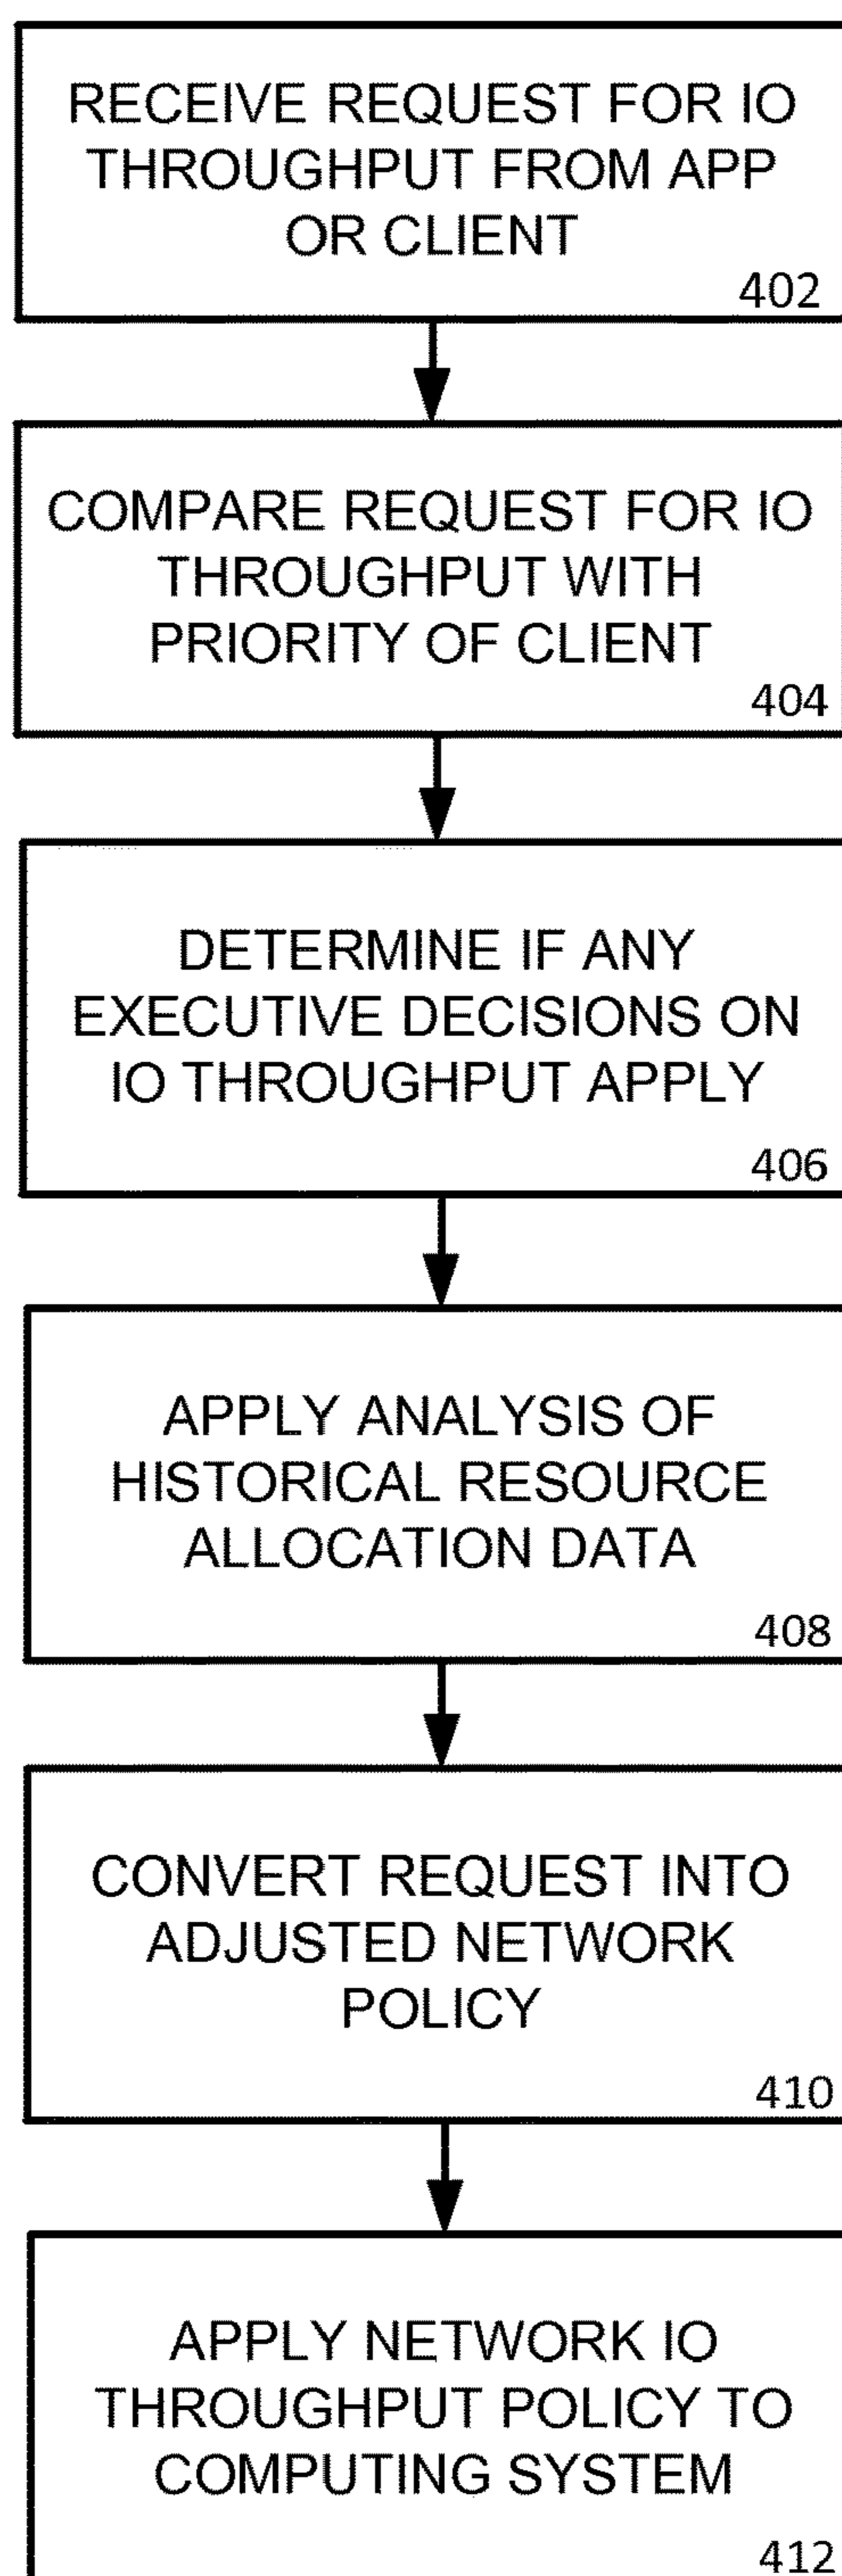 RECEIVE REQUEST FOR IO
THROUGHPUT FROM APP
OR CLIENT
402
COMPARE REQUEST FOR IO
THROUGHPUT WITH
PRIORITY OF CLIENT
404
DETERMINE IF ANY
EXECUTIVE DECISIONS ON
IO THROUGHPUT APPLY
406
APPLY ANALYSIS OF
HISTORICAL RESOURCE
ALLOCATION DATA
408
CONVERT REQUEST INTO
ADJUSTED NETWORK
POLICY
410
APPLY NETWORK IO
THROUGHPUT POLICY TO
COMPUTING SYSTEM
412